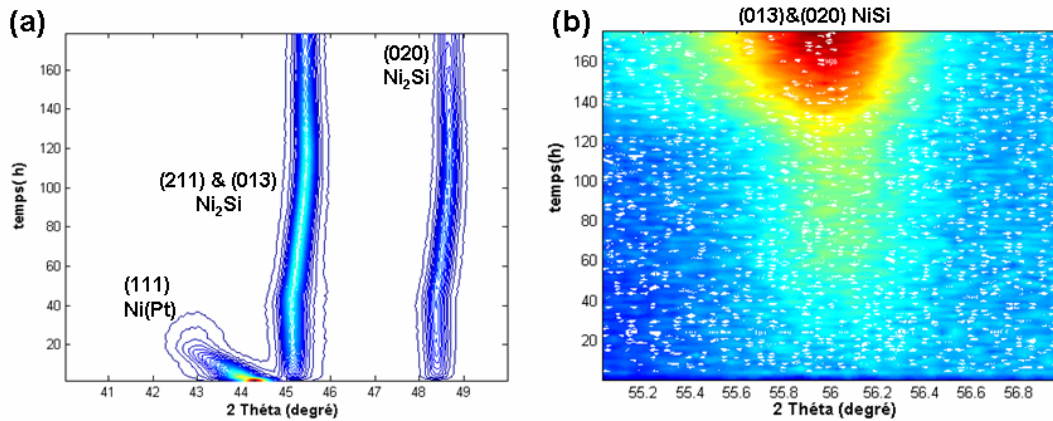 (a)
(020)
Ni2Si
(211) & (013)
Ni2Si
(111)
Ni(Pt)
temps( h)
160
140
120
100
80
60
40
20
41 42 43 44 45 46 47 48 49
2 Théta (degré)
(b)
(013)&(020) NiSi
temps(h)
160
140
120
100
80
60
40
20
55.2 55.4 55.6 55.8 56 56.2 56.4 56.6 56.8
2 Théta (degré)